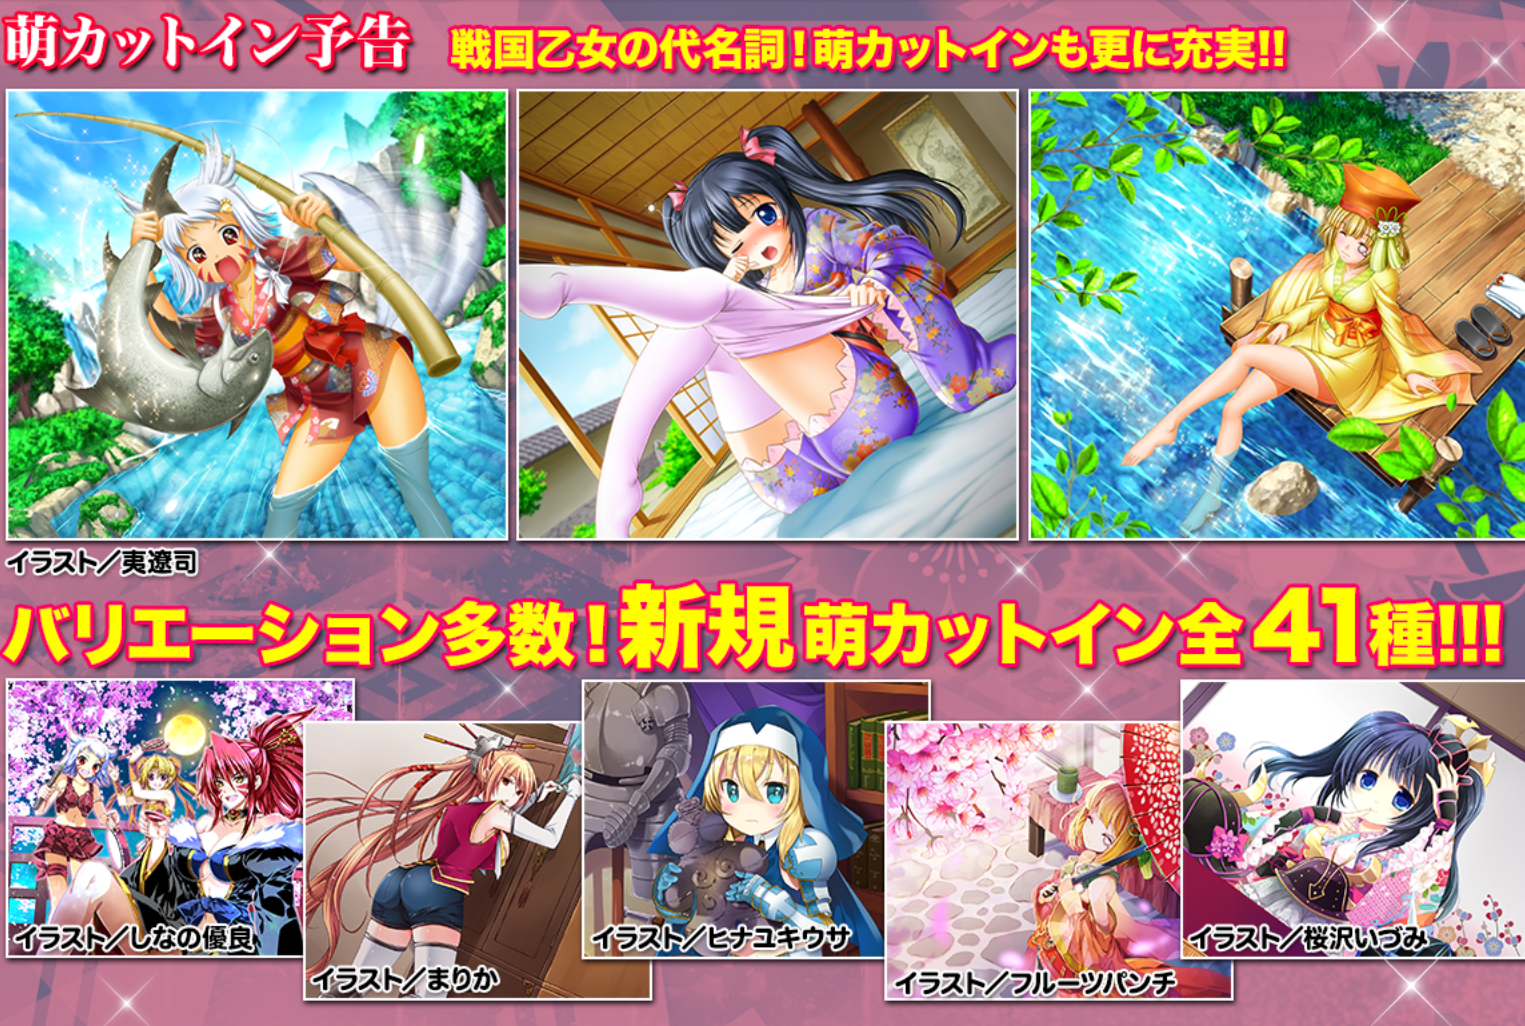 萌カットイン予告
戦国乙女の代名詞！萌カットインも更に充実!!
イラスト／夷遼司
バリエーション多数！新規萌カットイン全41種!!!
イラスト／しなの優良
イラスト／まりか
イラスト／ヒナユキウサ
イラスト／フルーツパンチ
イラスト／桜沢いづみ